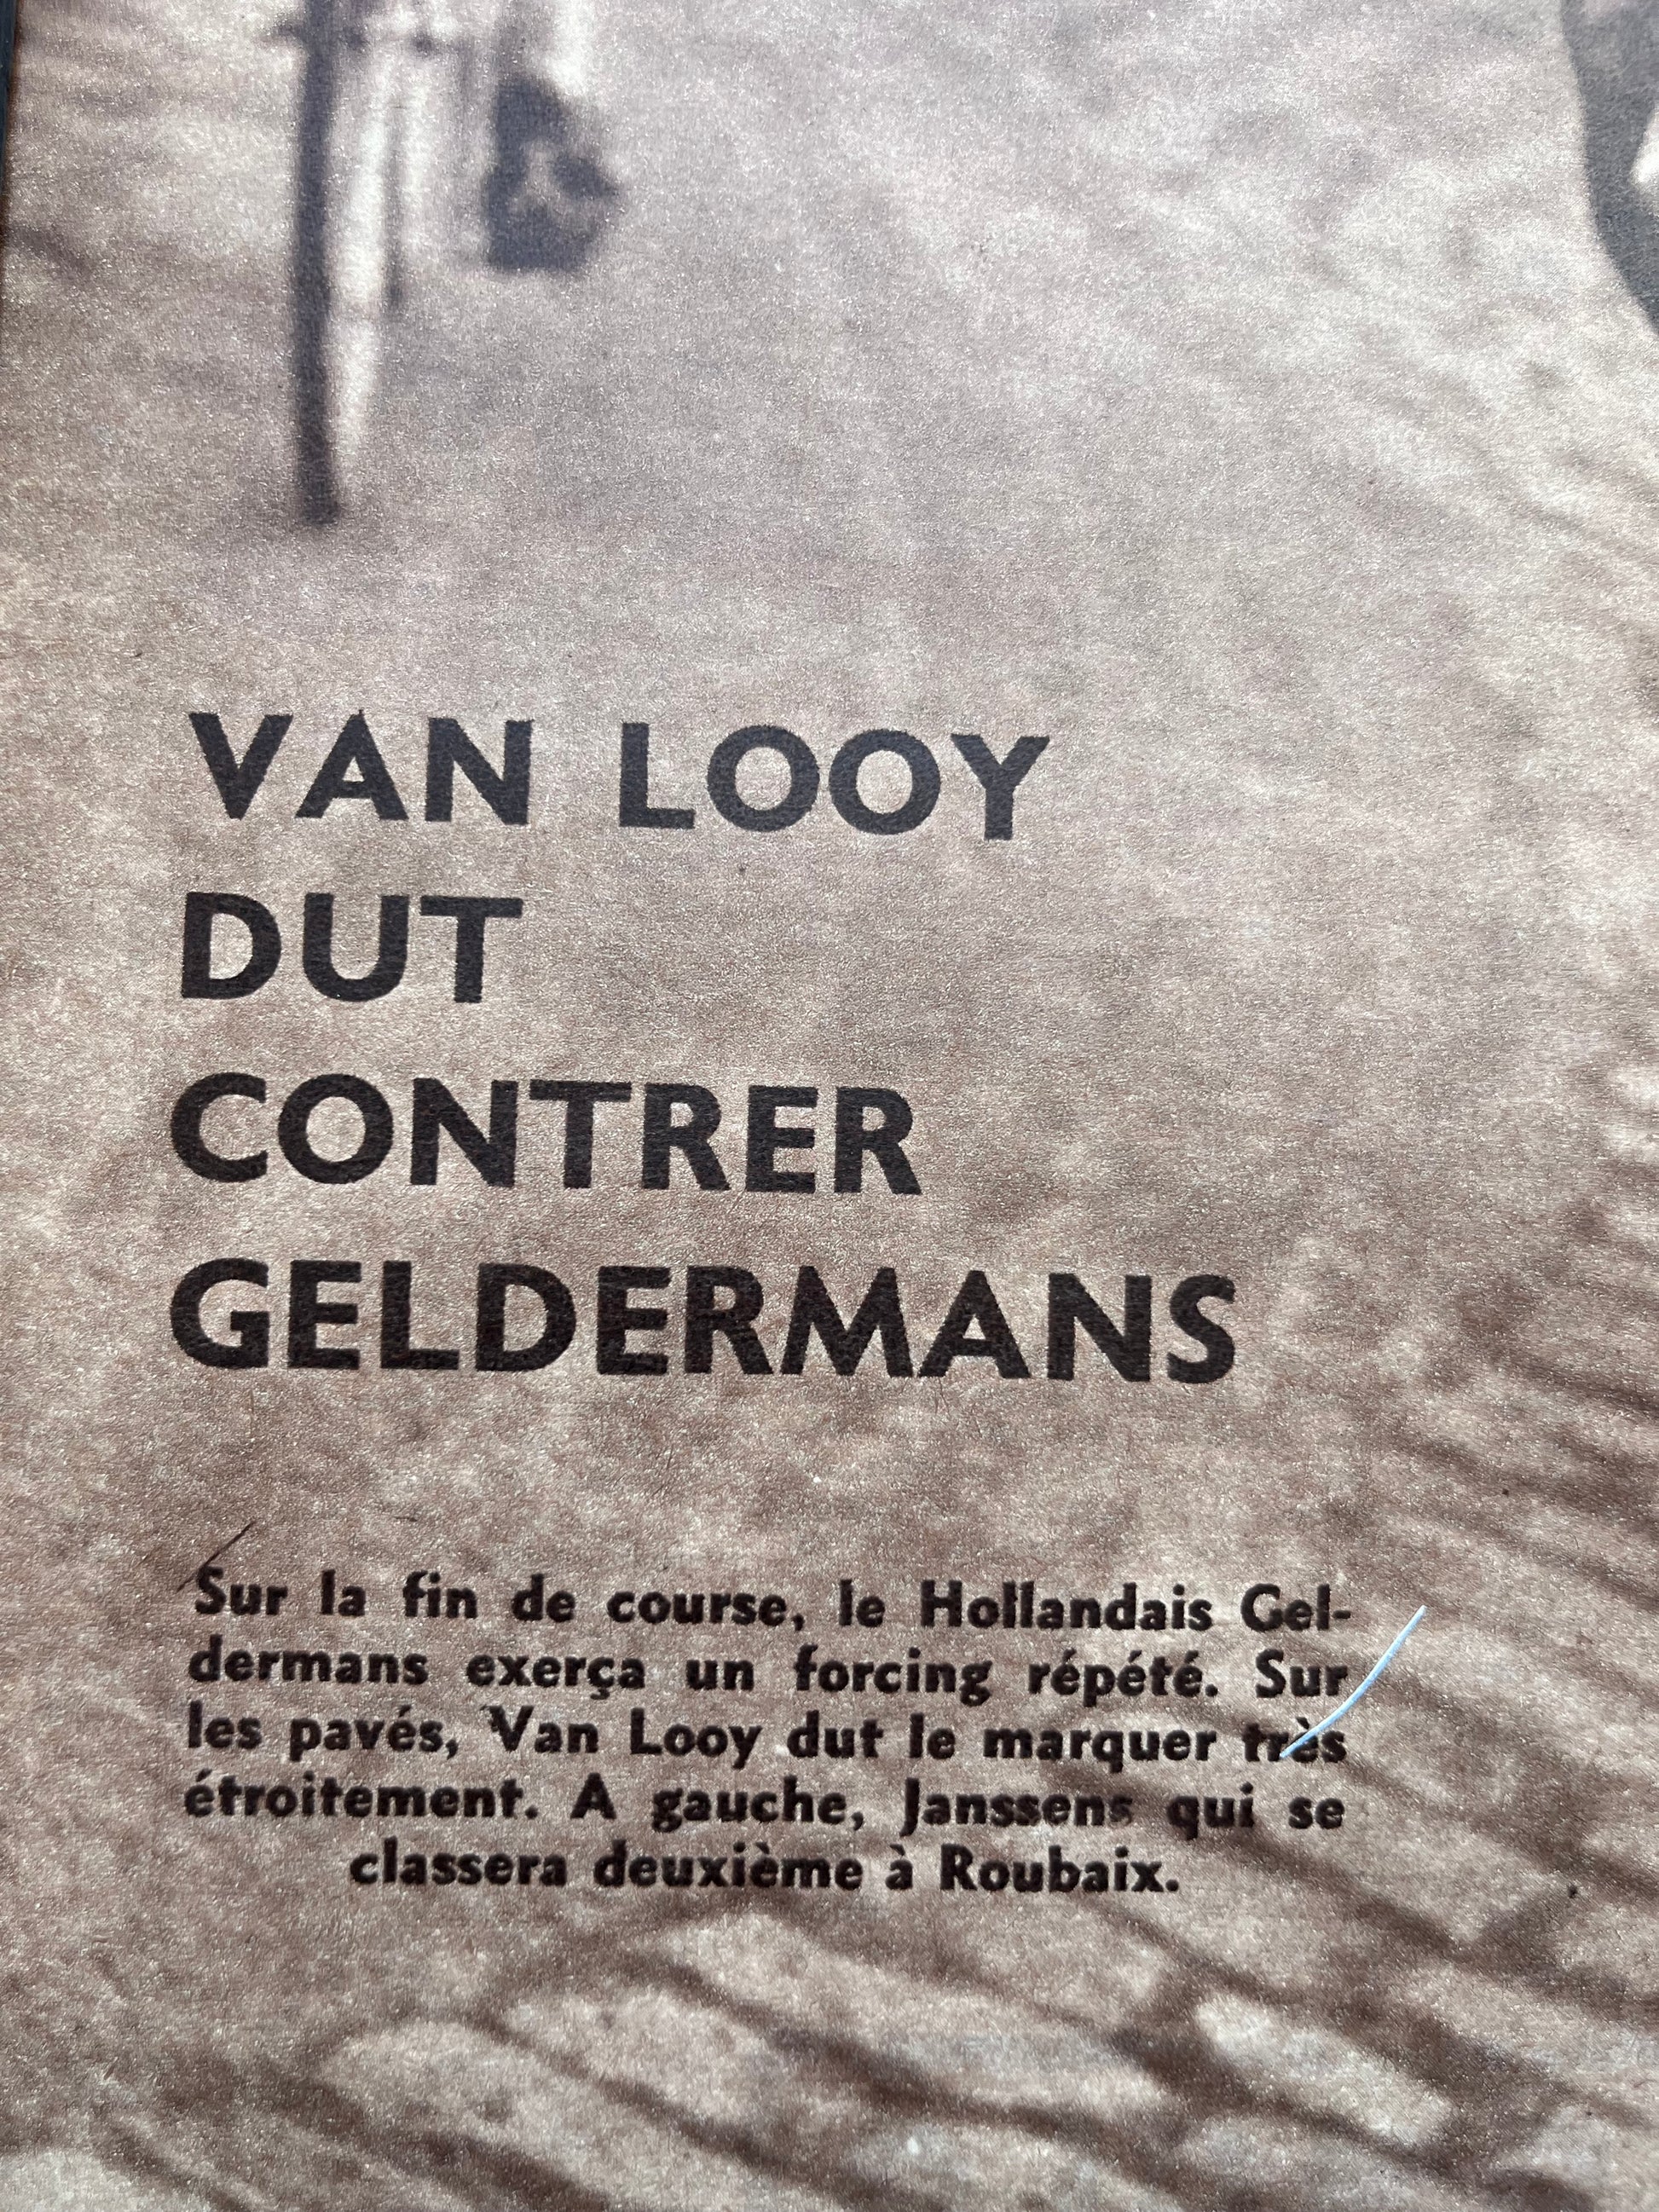 VAN LOOY
DUT
CONTRER
GELDERMANS
Sur la fin de course, le Hollandais Gel-
dermans exerça un forcing répété. Sur
les pavés, Van Looy dut le marquer très
étroitement. A gauche, Janssens qui se
classera deuxième à Roubaix.